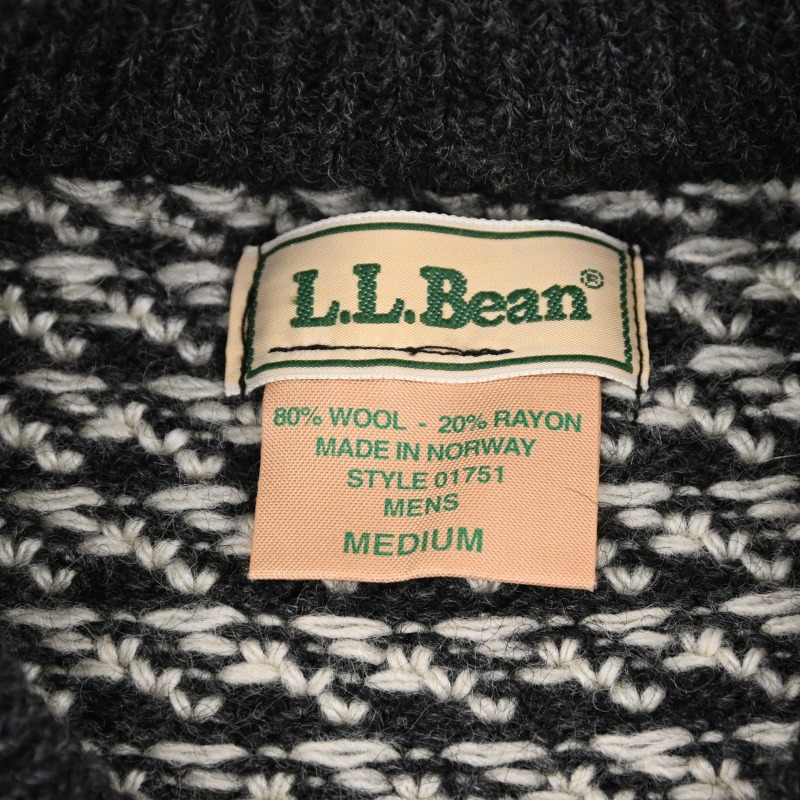 L.L.Bean®
80% WOOL - 20% RAYON
MADE IN NORWAY
STYLE 01751
MENS
MEDIUM